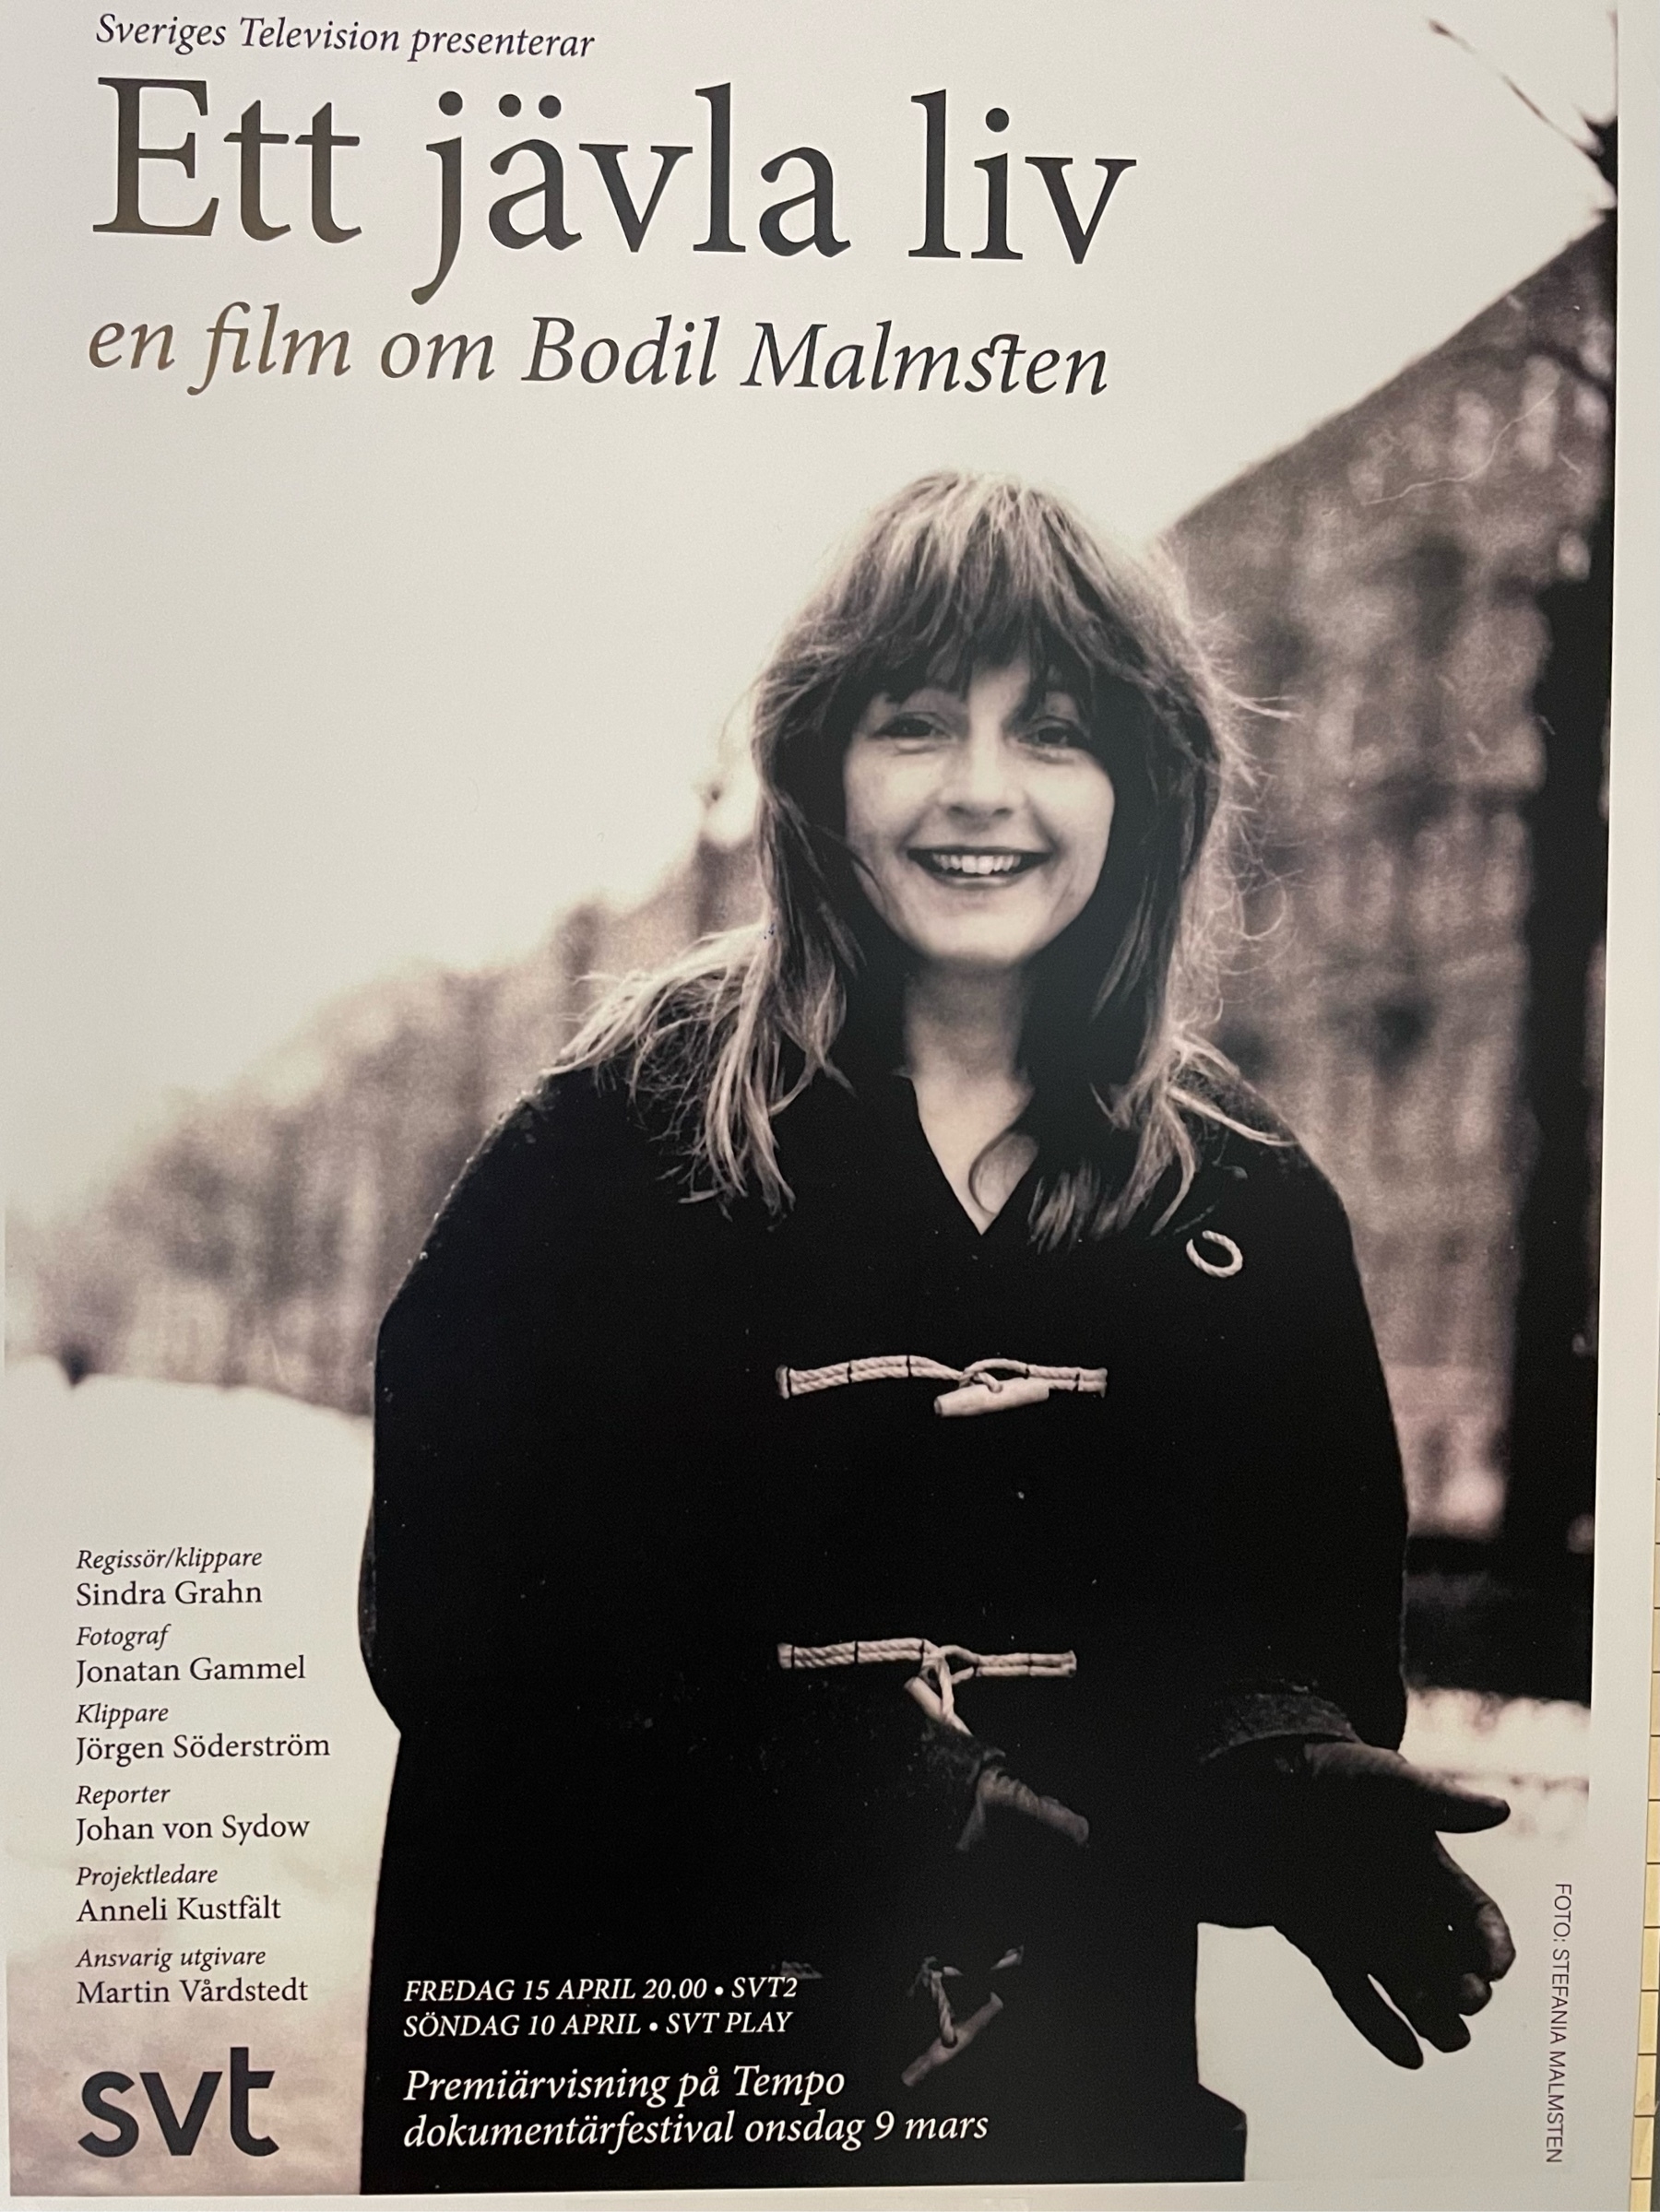 Sveriges Television presenterar
Ett jävla liv
en film om Bodil Malmsten
Regissör/klippare
Sindra Grahn
Fotograf
Jonatan Gammel
Klippare
Jörgen Söderström
Reporter
Johan von Sydow
Projektledare
Anneli Kustfält
Ansvarig utgivare
Martin Vårdstedt
svt
FREDAG 15 APRIL 20.00 • SVT2
SÖNDAG 10 APRIL • SVT PLAY
Premiärvisning på Tempo
dokumentärfestival onsdag 9 mars
FOTO: STEFANIA MALMSTEN